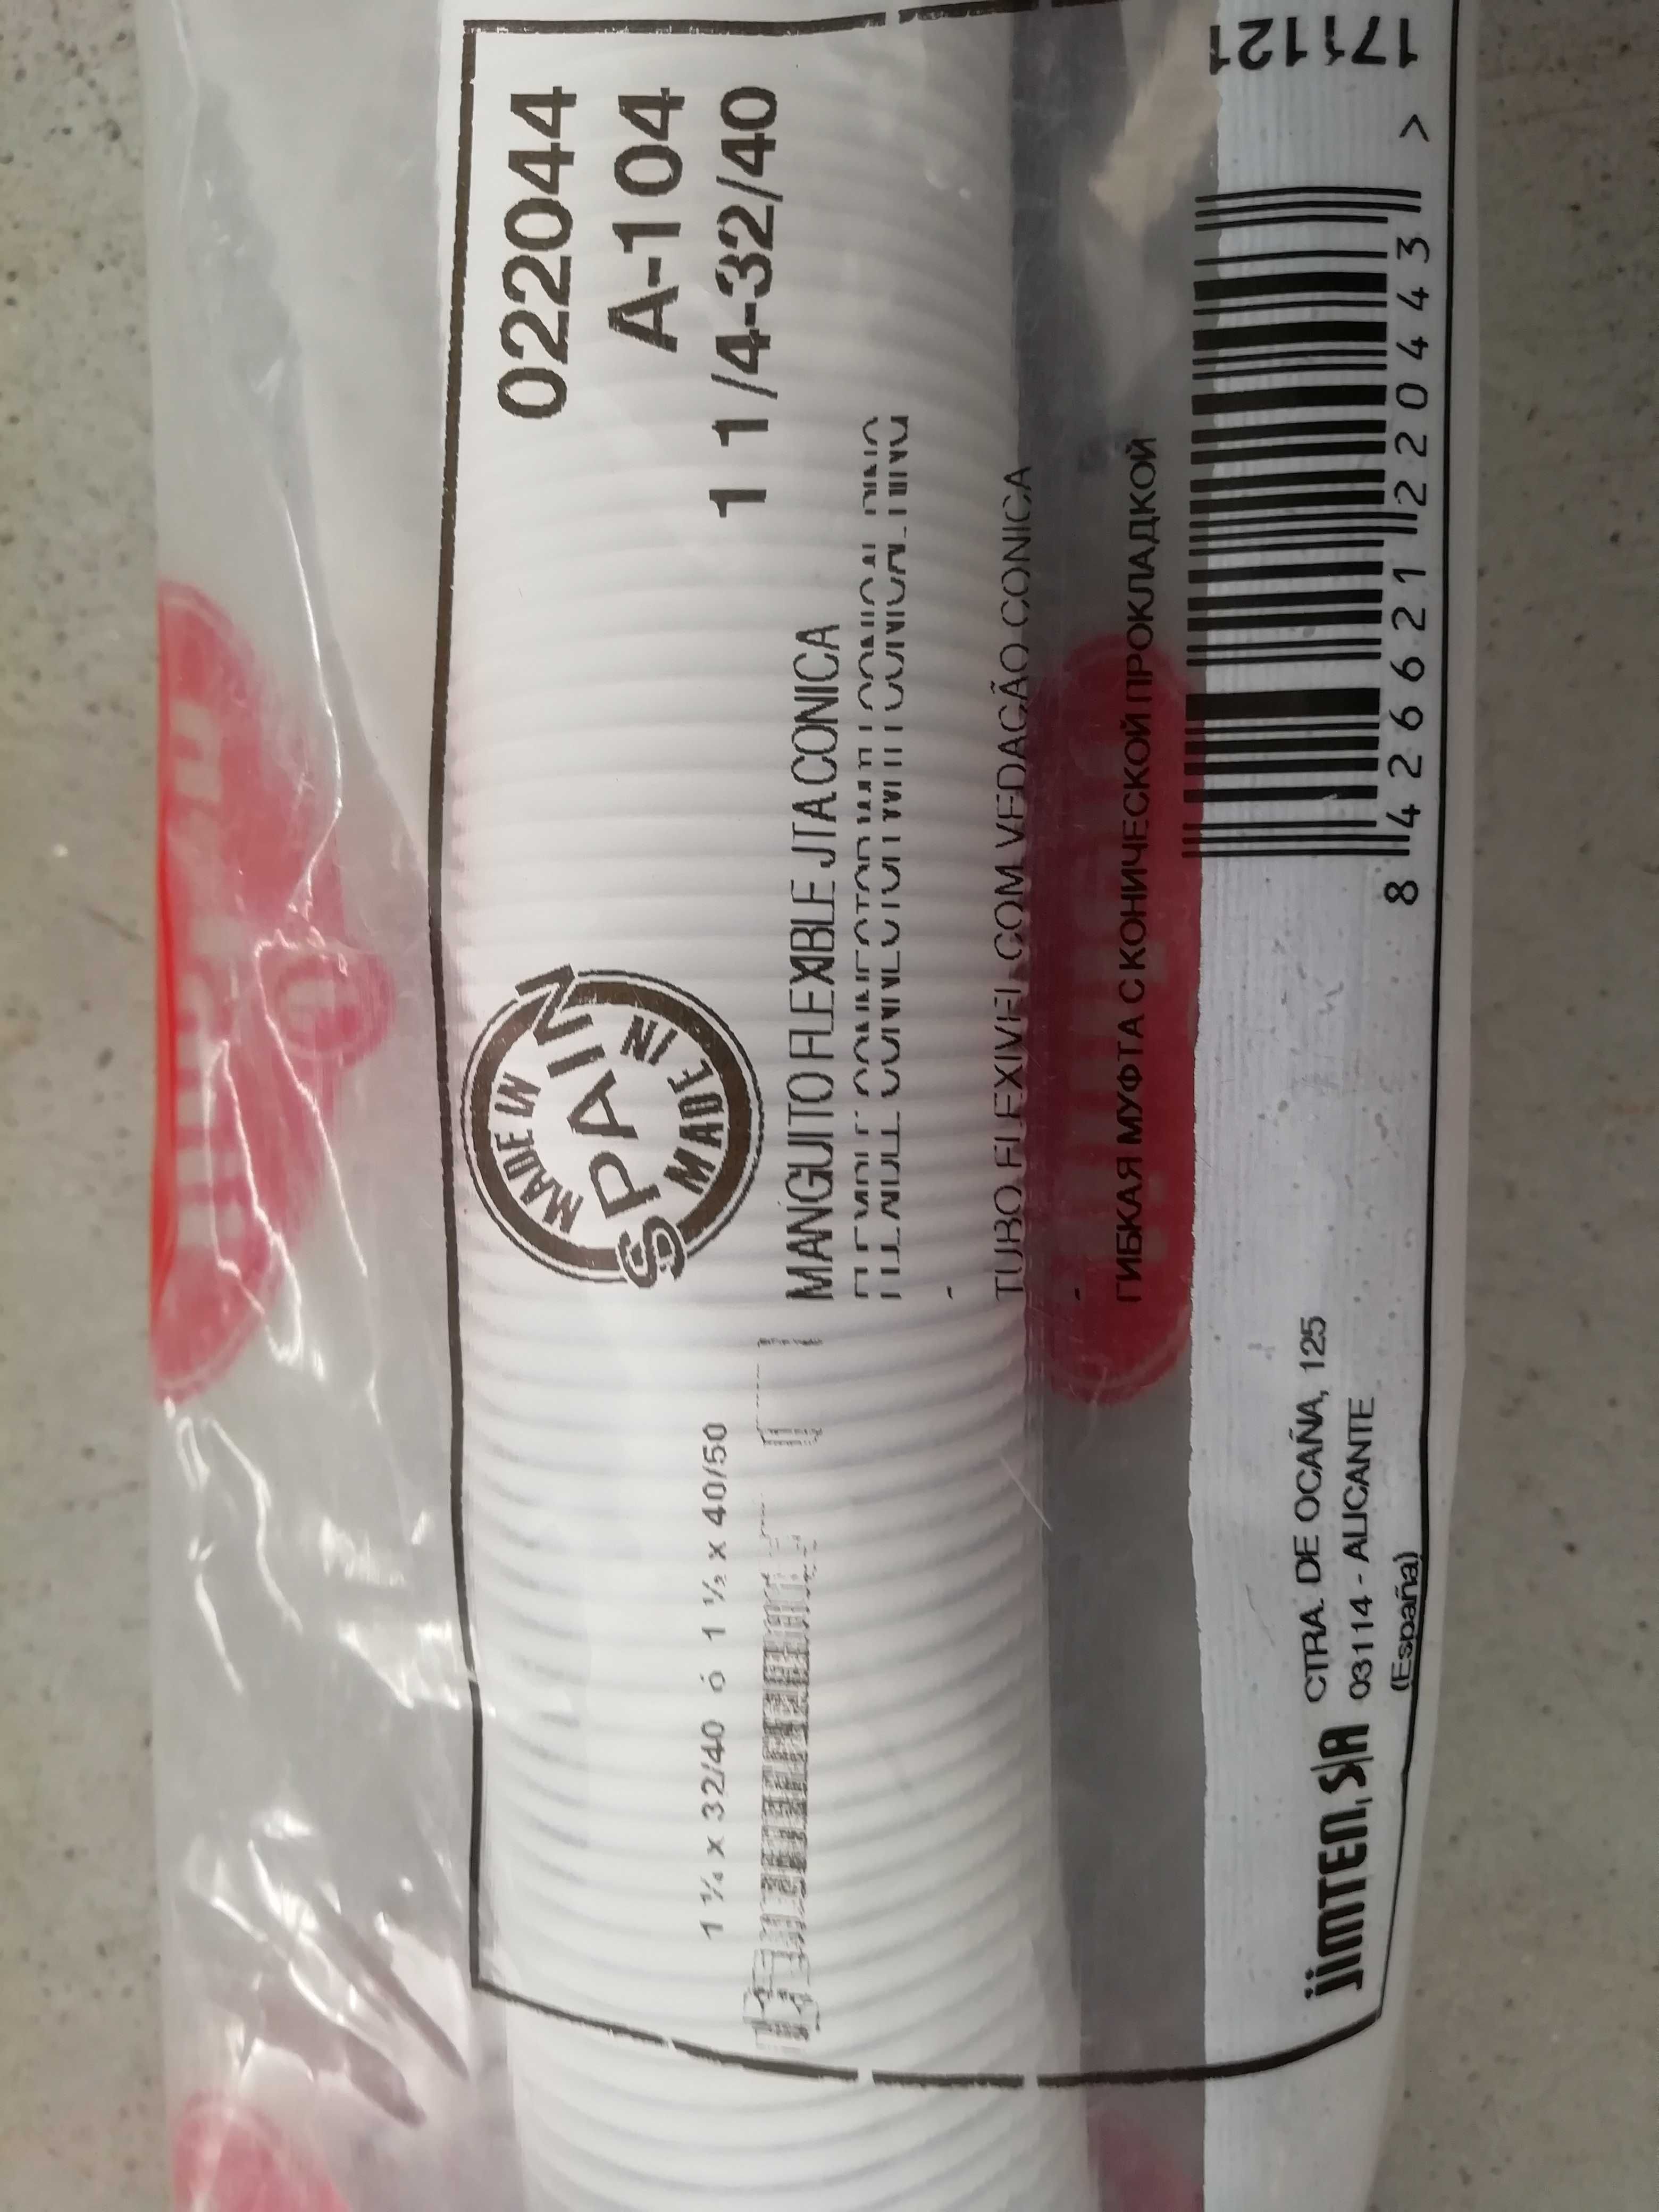 022044
A-104
1 1/4-32/40
MADE IN
SPAIN
MADE IN
1 ¼ x 32/40 ó 1 ½ x 40/50
MANGUITO FLEXIBLE JTA CONICA
CONNECTOR WITH CONICAL
-
TUBO FLEXIVEL COM VEDAÇÃO CONICA
-
ГИБКАЯ МУФТА С КОНИЧЕСКОЙ ПРОКЛАДКОЙ
jimTEN, S|A
CTRA. DE OCAÑA, 125
03114 - ALICANTE
(España)
8 426621 220443 >
171121